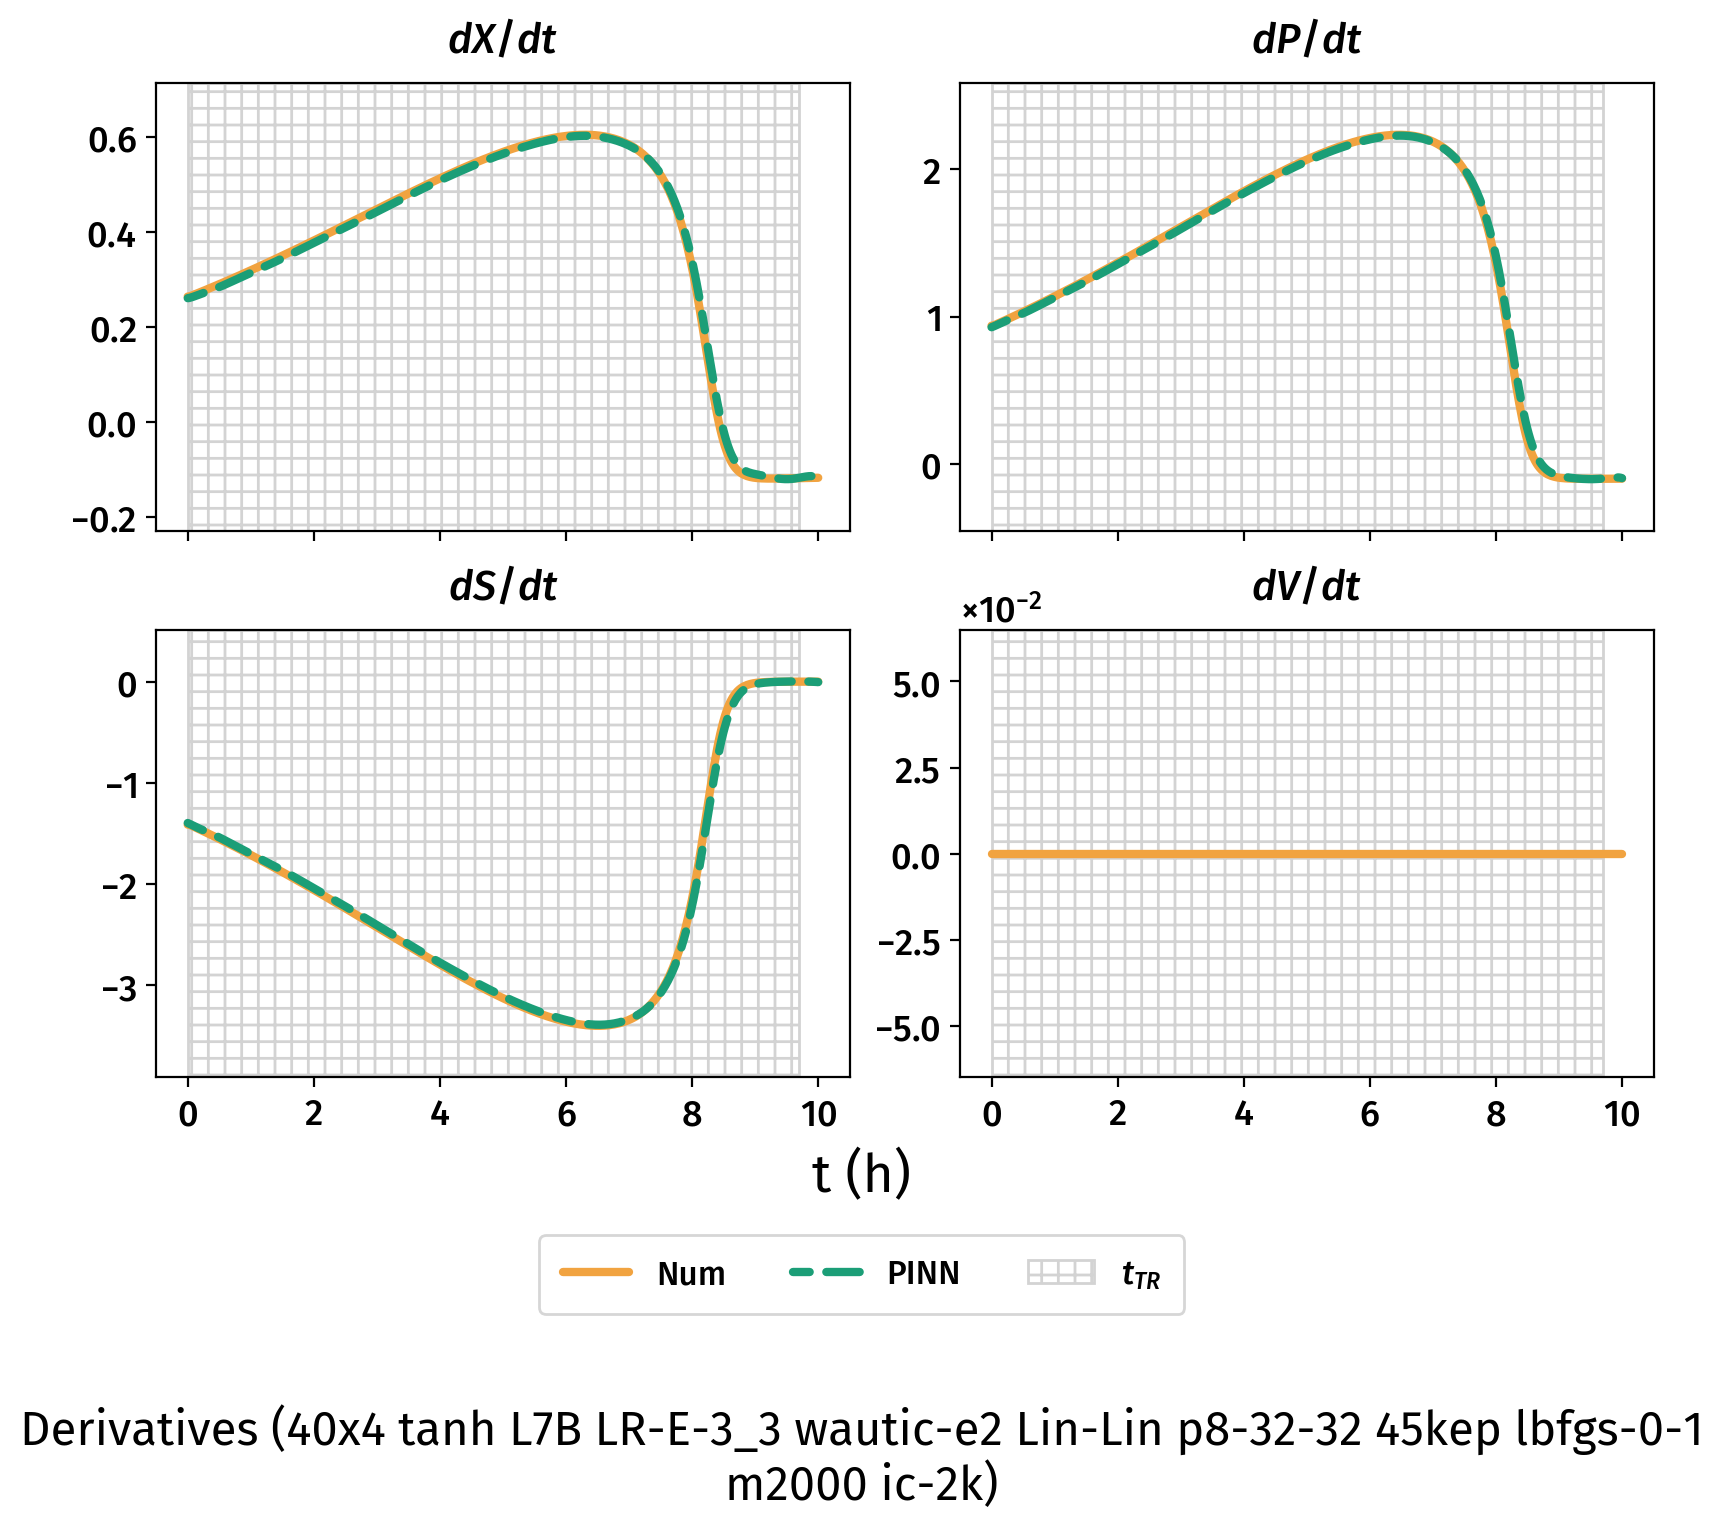 dX/dt
dP/dt
0.6
0.4
0.2
0.0
−0.2
2
1
0
dS/dt
dV/dt
×10−2
0
−1
−2
−3
5.0
2.5
0.0
−2.5
−5.0
0 2 4 6 8 10
0 2 4 6 8 10
t (h)
Num PINN tTR
Derivatives (40x4 tanh L7B LR-E-3_3 wautic-e2 Lin-Lin p8-32-32 45kep lbfgs-0-1
m2000 ic-2k)